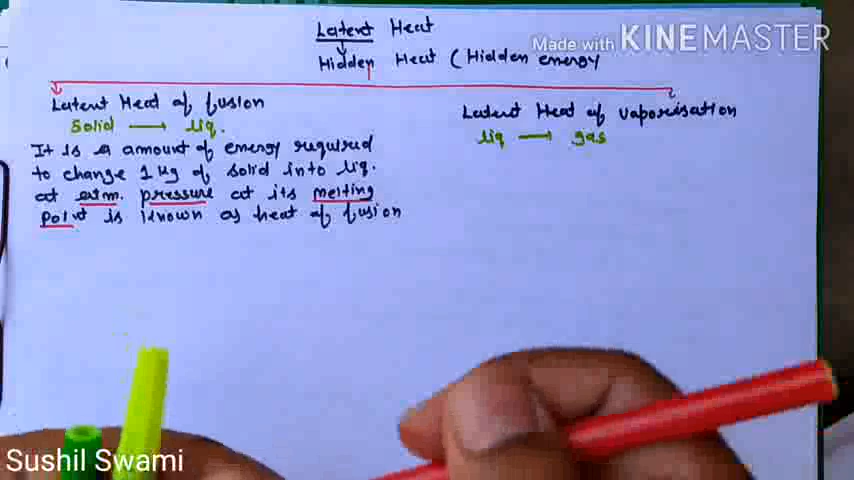 Latent Heat
Made with KINEMASTER
Hidden Heat ( Hidden energy
Latent Heat of fusion
Solid → liq.
It is a amount of energy required
to change 1 kg of solid into liq.
at atm. pressure at its melting
point is known as heat of fusion
Latent Heat of vaporisation
liq → gas
Sushil Swami